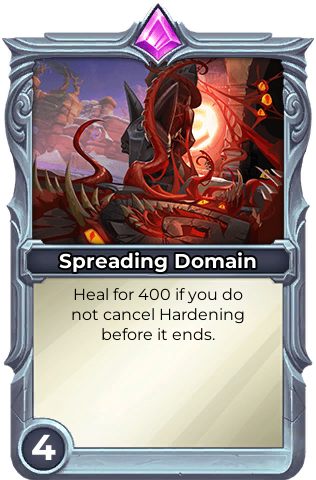 Spreading Domain
Heal for 400 if you do
not cancel Hardening
before it ends.
4